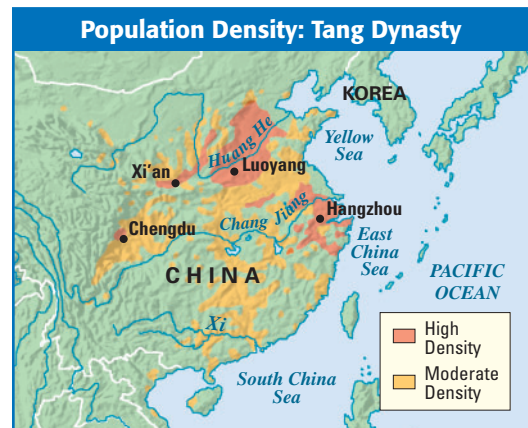 Population Density: Tang Dynasty
KOREA
Huang He
Yellow
Sea
Xi'an
Luoyang
Chengdu
Chang Jiang
Hangzhou
East
China
Sea
CHINA
PACIFIC
OCEAN
Xi
High
Density
Moderate
Density
South China
Sea